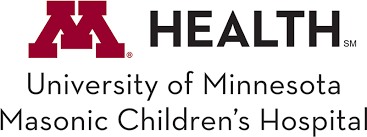 M® HEALTH SM
University of Minnesota
Masonic Children's Hospital